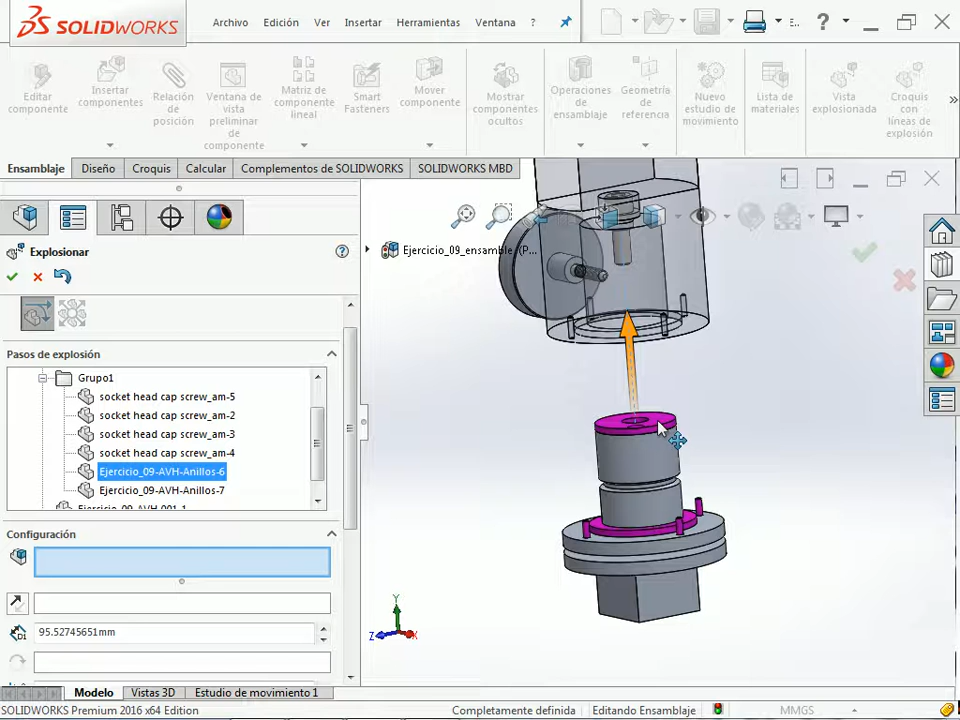 SOLIDWORKS
Archivo Edición Ver Insertar Herramientas Ventana ?
E... ?
Editar componente
Insertar componentes
Relación de posición
Ventana de vista preliminar de componente
Matriz de componente lineal
Smart Fasteners
Mover componente
Mostrar componentes ocultos
Operaciones de ensamblaje
Geometría de referencia
Nuevo estudio de movimiento
Lista de materiales
Vista explosionada
Croquis con líneas de explosión
»
Ensamblaje Diseño Croquis Calcular Complementos de SOLIDWORKS SOLIDWORKS MBD
Explosionar ?
Ejercicio_09_ensamble (P...
Pasos de explosión
Grupo1
socket head cap screw_am-5
socket head cap screw_am-2
socket head cap screw_am-3
socket head cap screw_am-4
Ejercicio_09-AVH-Anillos-6
Ejercicio_09-AVH-Anillos-7
Ejercicio_09-AVH-001-1
Configuración
D1
95.52745651mm
Y
Z
X
Modelo Vistas 3D Estudio de movimiento 1
SOLIDWORKS Premium 2016 x64 Edition Completamente definida Editando Ensamblaje MMGS